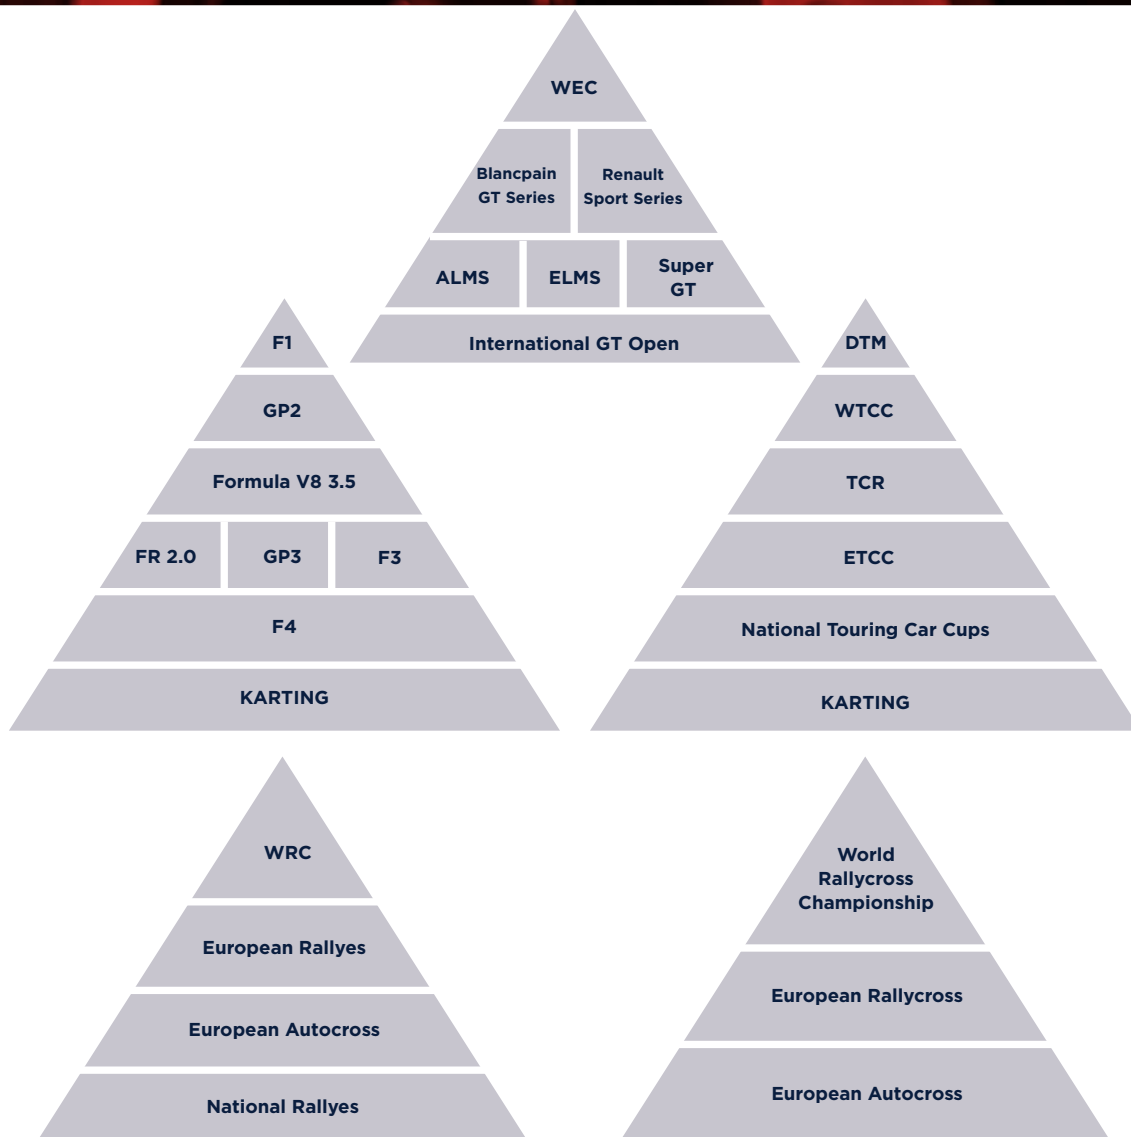 WEC
Blancpain
GT Series
Renault
Sport Series
ALMS
ELMS
Super
GT
International GT Open
F1
GP2
Formula V8 3.5
FR 2.0
GP3
F3
F4
KARTING
DTM
WTCC
TCR
ETCC
National Touring Car Cups
KARTING
WRC
European Rallyes
European Autocross
National Rallyes
World
Rallycross
Championship
European Rallycross
European Autocross